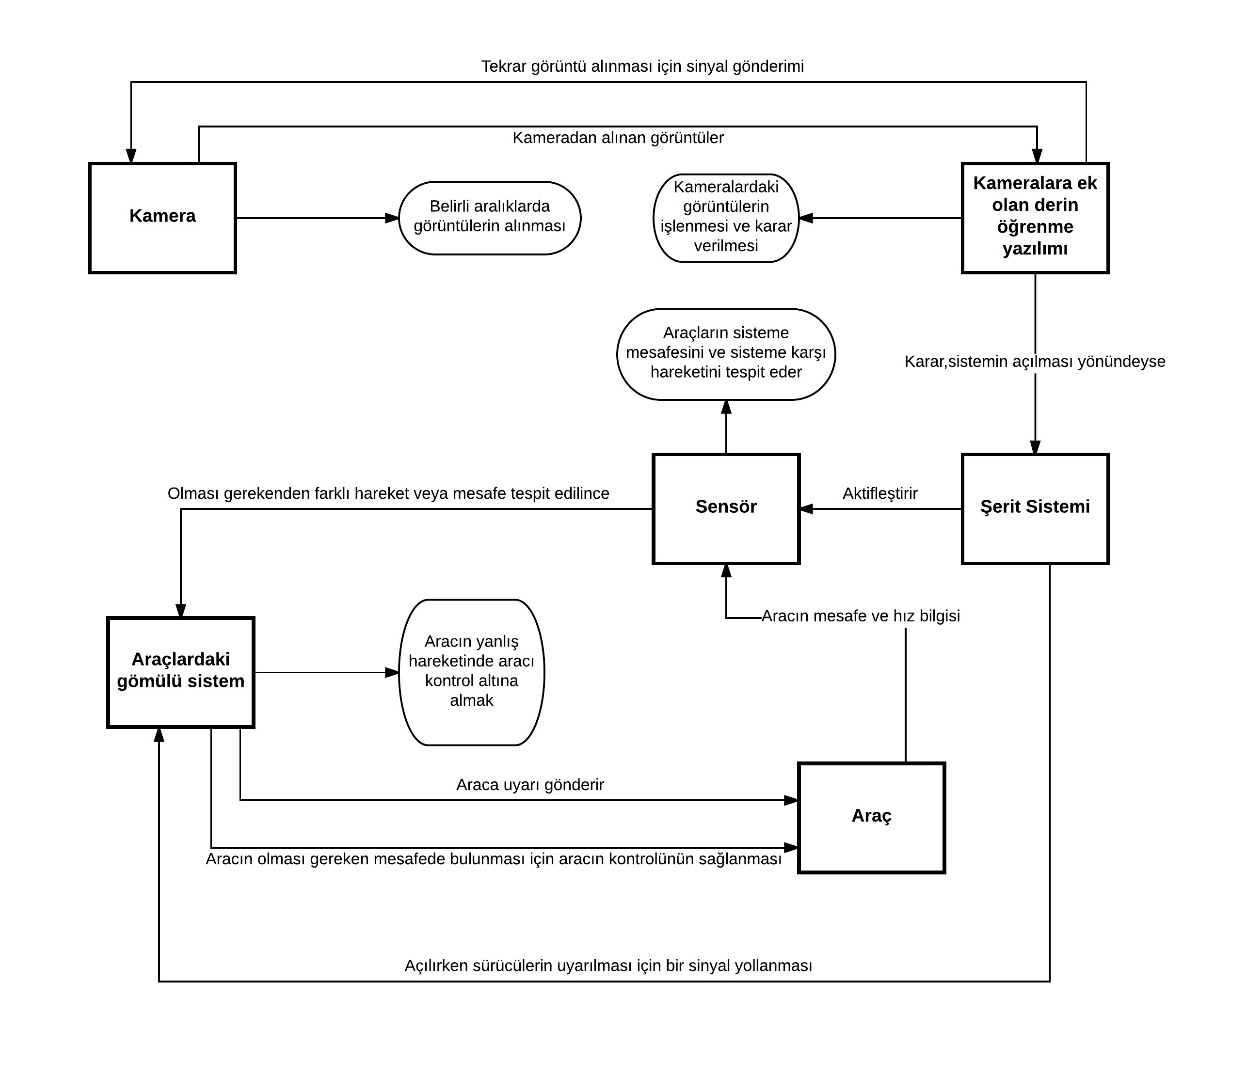 Tekrar görüntü alınması için sinyal gönderimi
Kameradan alınan görüntüler
Kamera
Belirli aralıklarda
görüntülerin alınması
Kameralardaki
görüntülerin
işlenmesi ve karar
verilmesi
Kameralara ek
olan derin
öğrenme
yazılımı
Araçların sisteme
mesafesini ve sisteme karşı
hareketini tespit eder
Karar,sistemin açılması yönündeyse
Olması gerekenden farklı hareket veya mesafe tespit edilince
Sensör
Aktifleştirir
Şerit Sistemi
Aracın mesafe ve hız bilgisi
Araçlardaki
gömülü sistem
Aracın yanlış
hareketinde aracı
kontrol altına
almak
Araca uyarı gönderir
Araç
Aracın olması gereken mesafede bulunması için aracın kontrolünün sağlanması
Açılırken sürücülerin uyarılması için bir sinyal yollanması